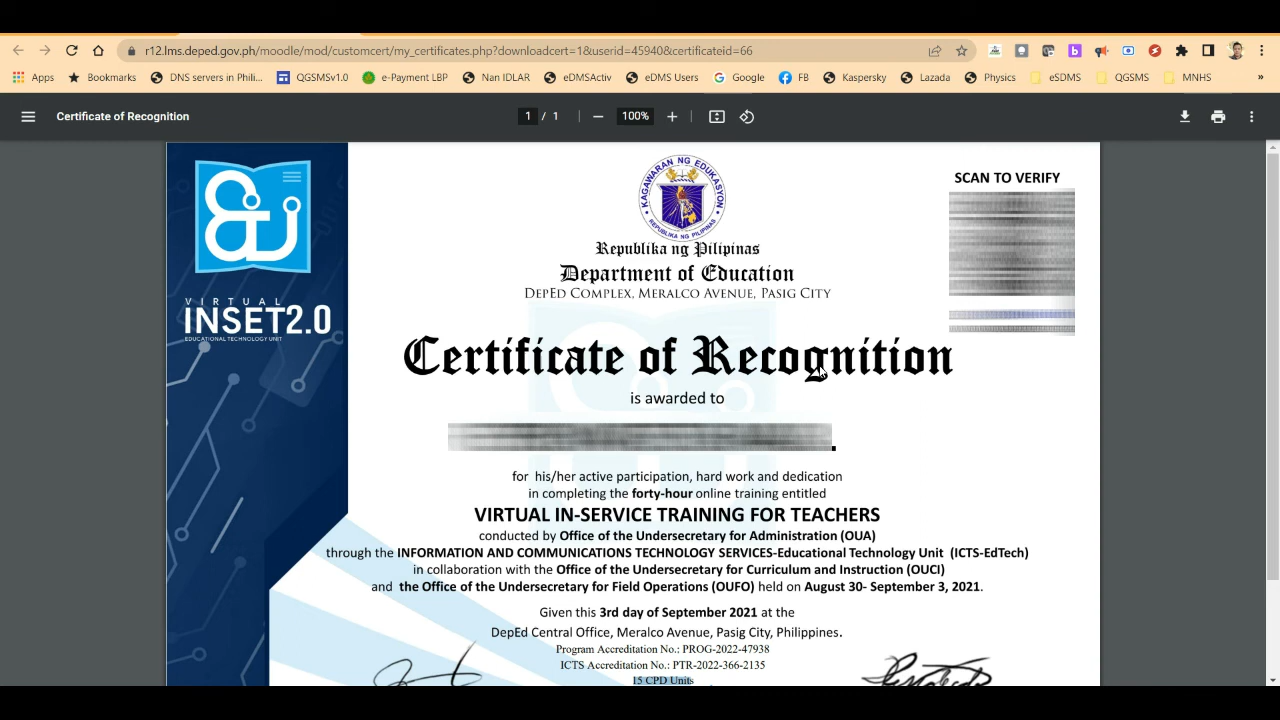 r12.lms.deped.gov.ph/moodle/mod/customcert/my_certificates.php?downloadcert=1&userid=45940&certificateid=66
Apps Bookmarks DNS servers in Phili... QGSMSv1.0 e-Payment LBP Nan IDLAR eDMSActiv eDMS Users Google FB Kaspersky Lazada Physics eSDMS QGSMS MNHS »
Certificate of Recognition 1 / 1 100%
SCAN TO VERIFY
KAGAWARAN NG EDUKASYON
REPUBLIKA NG PILIPINAS
Republika ng Pilipinas
Department of Education
DEPED COMPLEX, MERALCO AVENUE, PASIG CITY
VIRTUAL
INSET2.0
EDUCATIONAL TECHNOLOGY UNIT
Certificate of Recognition
is awarded to
for his/her active participation, hard work and dedication
in completing the forty-hour online training entitled
VIRTUAL IN-SERVICE TRAINING FOR TEACHERS
conducted by Office of the Undersecretary for Administration (OUA)
through the INFORMATION AND COMMUNICATIONS TECHNOLOGY SERVICES-Educational Technology Unit (ICTS-EdTech)
in collaboration with the Office of the Undersecretary for Curriculum and Instruction (OUCI)
and the Office of the Undersecretary for Field Operations (OUFO) held on August 30- September 3, 2021.
Given this 3rd day of September 2021 at the
DepEd Central Office, Meralco Avenue, Pasig City, Philippines.
Program Accreditation No.: PROG-2022-47938
ICTS Accreditation No.: PTR-2022-366-2135
15 CPD Units